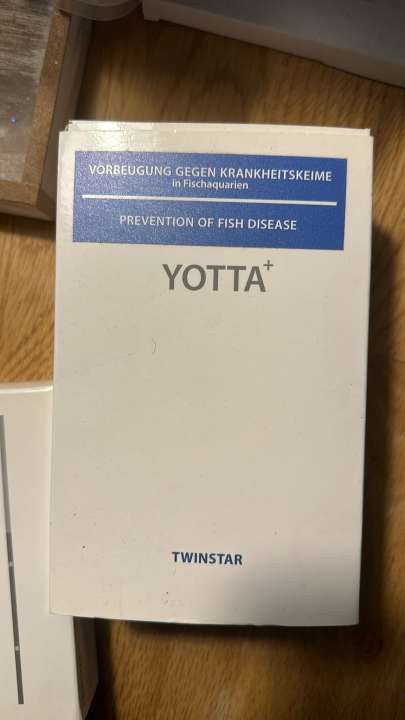 VORBEUGUNG GEGEN KRANKHEITSKEIME
in Fischaquarien
PREVENTION OF FISH DISEASE
YOTTA+
TWINSTAR